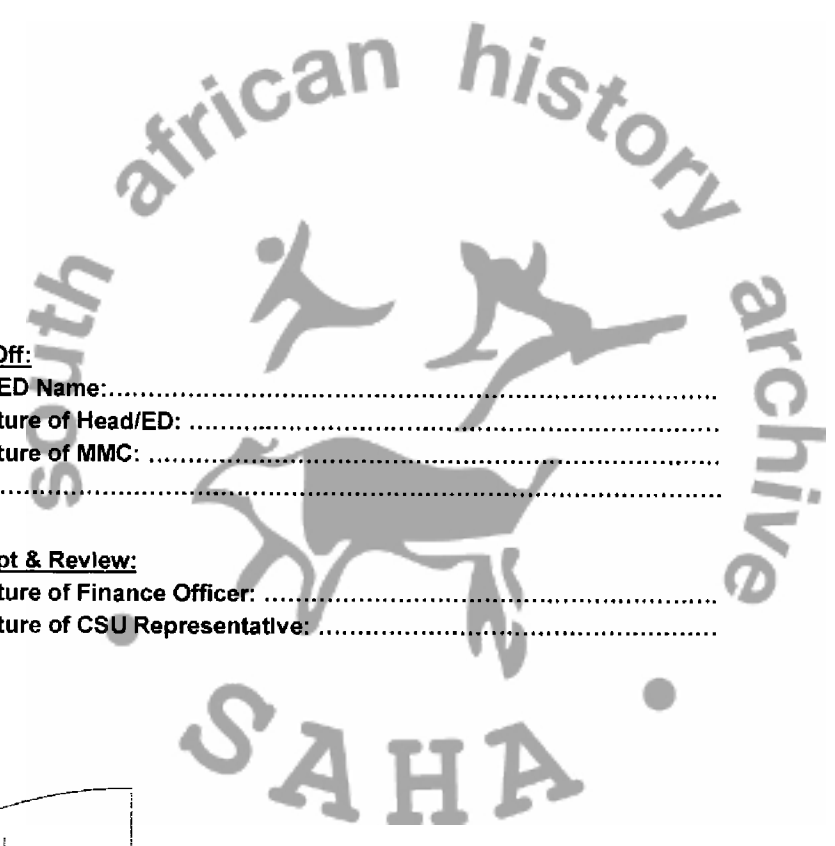 south african history archive
Off:
ED Name:
ture of Head/ED:
ture of MMC:
pt & Review:
ture of Finance Officer:
ture of CSU Representative:
SAHA